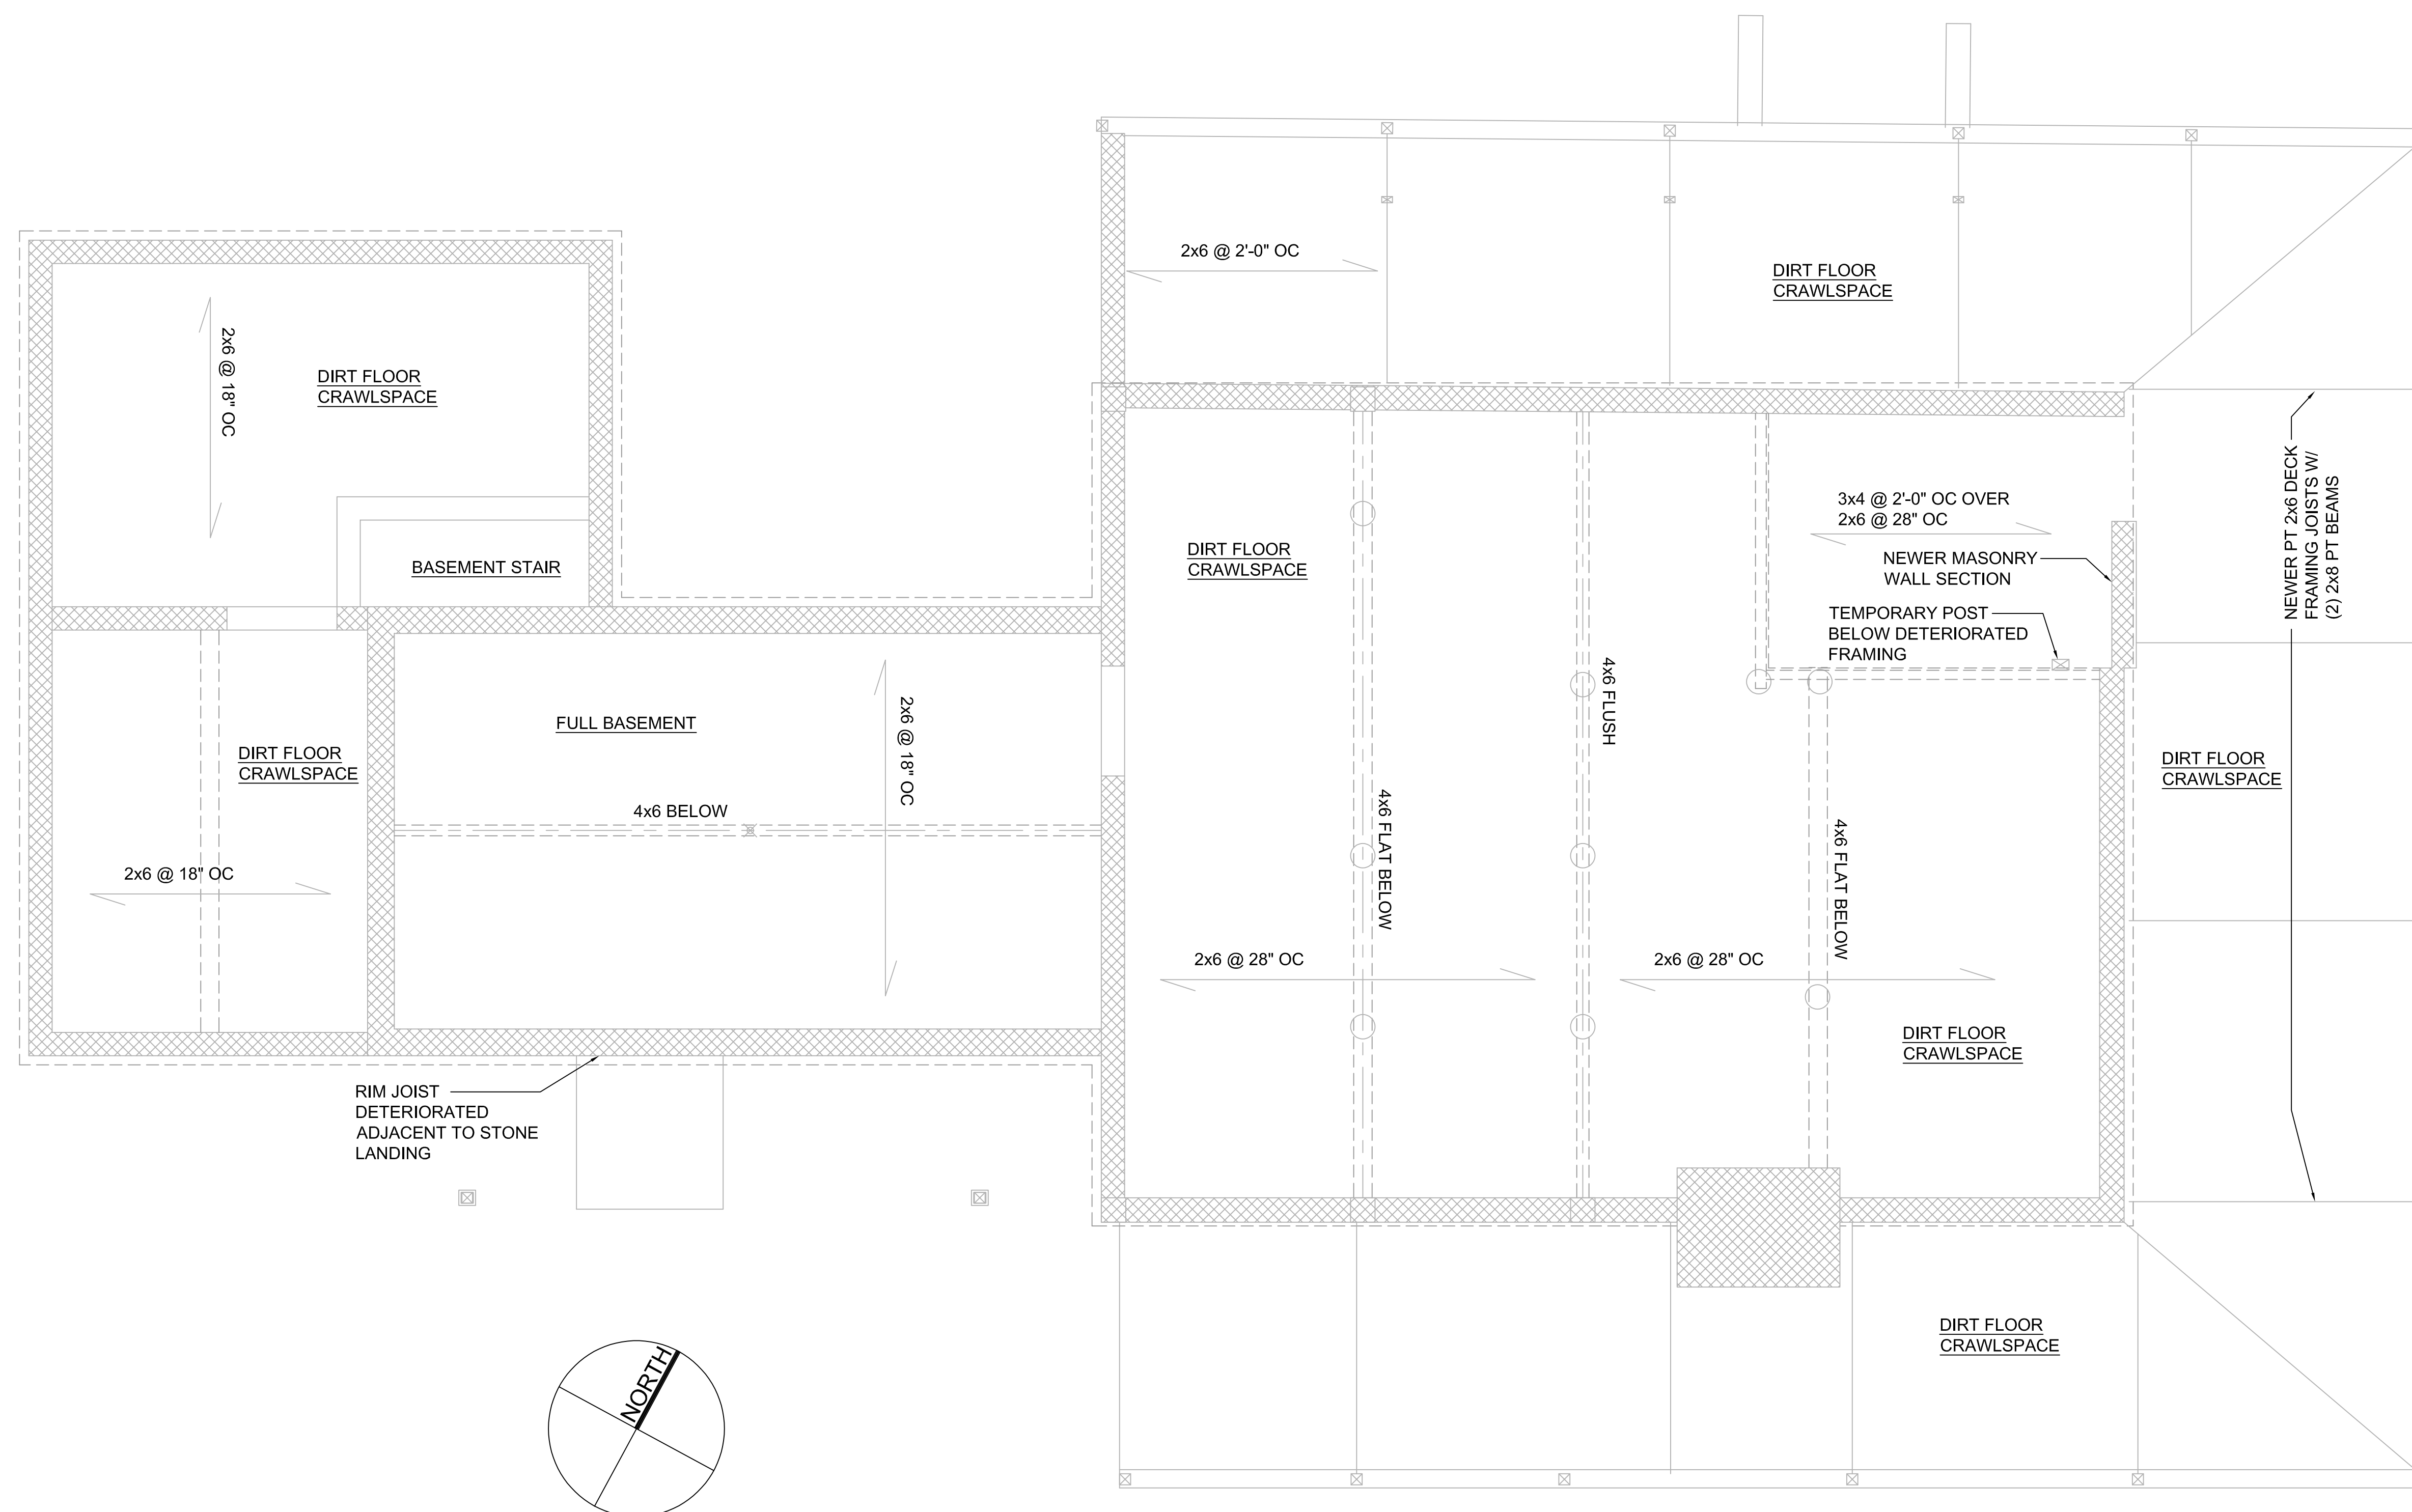 2x6 @ 2'-0" OC
DIRT FLOOR
CRAWLSPACE
2x6 @ 18" OC
DIRT FLOOR
CRAWLSPACE
BASEMENT STAIR
DIRT FLOOR
CRAWLSPACE
3x4 @ 2'-0" OC OVER
2x6 @ 28" OC
NEWER MASONRY
WALL SECTION
TEMPORARY POST
BELOW DETERIORATED
FRAMING
NEWER PT 2x6 DECK
FRAMING JOISTS W/
(2) 2x8 PT BEAMS
FULL BASEMENT
2x6 @ 18" OC
4x6 FLUSH
DIRT FLOOR
CRAWLSPACE
DIRT FLOOR
CRAWLSPACE
4x6 BELOW
4x6 FLAT BELOW
4x6 FLAT BELOW
2x6 @ 18" OC
2x6 @ 28" OC
2x6 @ 28" OC
DIRT FLOOR
CRAWLSPACE
RIM JOIST
DETERIORATED
ADJACENT TO STONE
LANDING
DIRT FLOOR
CRAWLSPACE
NORTH